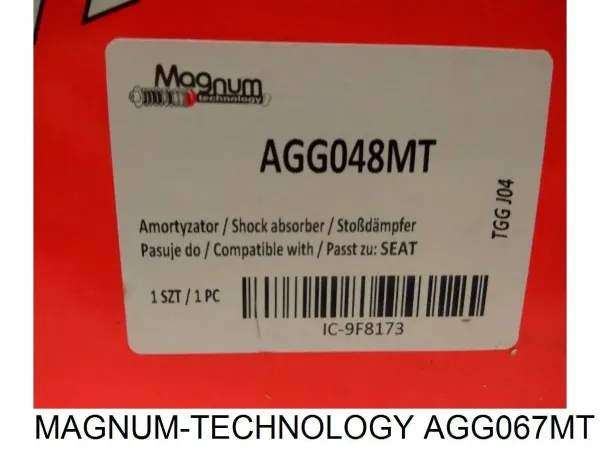 Magnum
technology
AGG048MT
TGG J04
Amortyzator / Shock absorber / Stoßdämpfer
Pasuje do / Compatible with / Passt zu: SEAT
1 SZT / 1 PC
IC-9F8173
MAGNUM-TECHNOLOGY AGG067MT